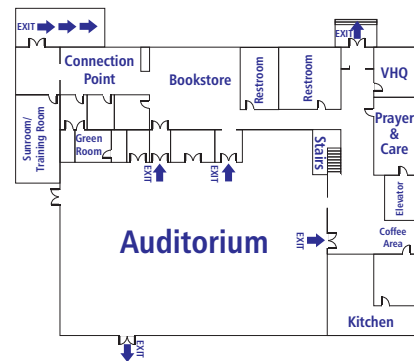 EXIT
EXIT
Connection
Point
Bookstore
Restroom
Restroom
VHQ
Prayer
& Care
Sunroom/
Training Room
Green
Room
Stairs
EXIT
EXIT
Elevator
Coffee
Area
EXIT
Auditorium
Kitchen
EXIT